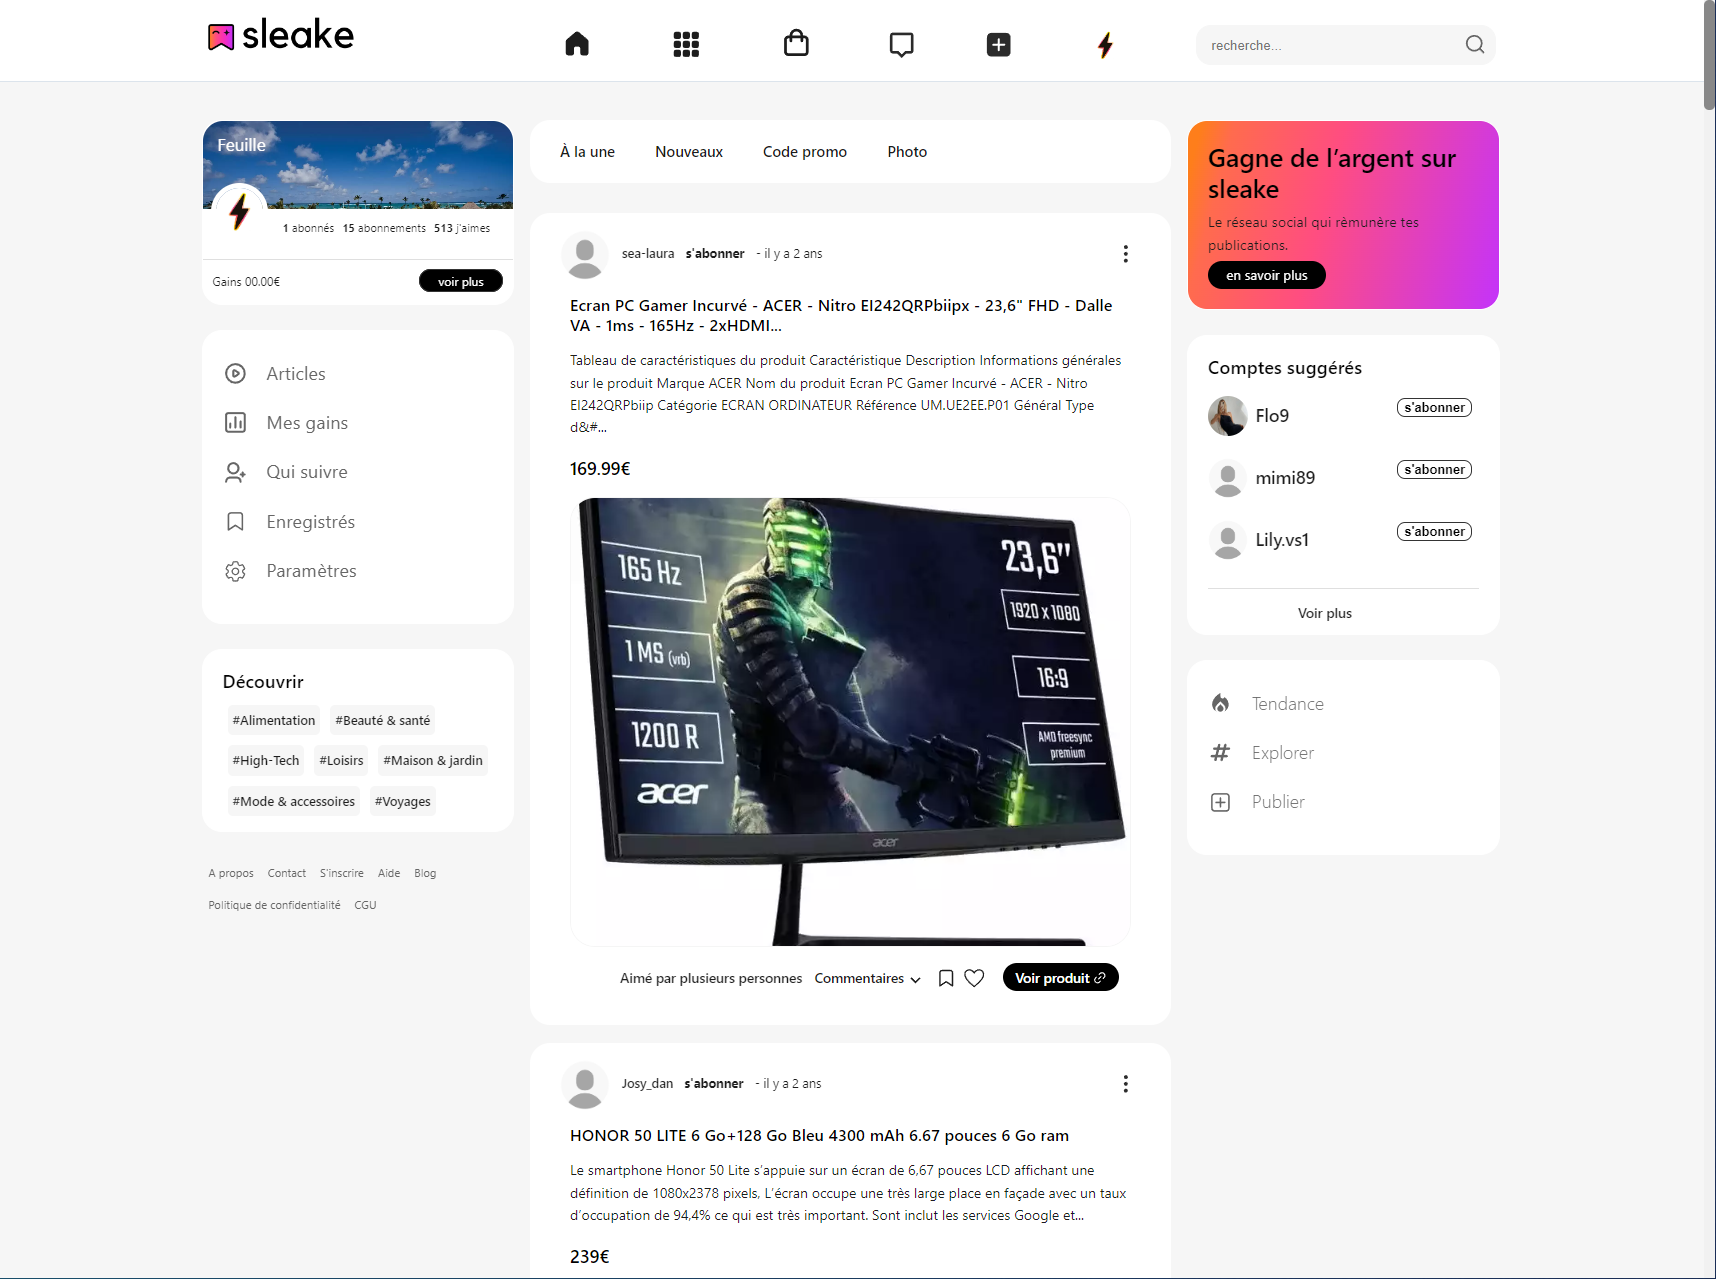 sleake
recherche...
Feuille
1 abonnés 15 abonnements 513 j'aimes
Gains 00.00€ voir plus
Articles
Mes gains
Qui suivre
Enregistrés
Paramètres
Découvrir
#Alimentation #Beauté & santé
#High-Tech #Loisirs #Maison & jardin
#Mode & accessoires #Voyages
A propos Contact S'inscrire Aide Blog
Politique de confidentialité CGU
À la une Nouveaux Code promo Photo
sea-laura s'abonner - il y a 2 ans
Ecran PC Gamer Incurvé - ACER - Nitro EI242QRPbiipx - 23,6" FHD - Dalle
VA - 1ms - 165Hz - 2xHDMI...
Tableau de caractéristiques du produit Caractéristique Description Informations générales
sur le produit Marque ACER Nom du produit Ecran PC Gamer Incurvé - ACER - Nitro
EI242QRPbiip Catégorie ECRAN ORDINATEUR Référence UM.UE2EE.P01 Général Type
d&#...
169.99€
165 Hz
1 MS (vrb)
1200 R
acer
23,6"
1920 x 1080
16:9
AMD freesync
premium
acer
Aimé par plusieurs personnes Commentaires Voir produit
Josy_dan s'abonner - il y a 2 ans
HONOR 50 LITE 6 Go+128 Go Bleu 4300 mAh 6.67 pouces 6 Go ram
Le smartphone Honor 50 Lite s’appuie sur un écran de 6,67 pouces LCD affichant une
définition de 1080x2378 pixels, L’écran occupe une très large place en façade avec un taux
d’occupation de 94,4% ce qui est très important. Sont inclut les services Google et...
239€
Gagne de l’argent sur
sleake
Le réseau social qui rèmunère tes
publications.
en savoir plus
Comptes suggérés
Flo9 s'abonner
mimi89 s'abonner
Lily.vs1 s'abonner
Voir plus
Tendance
Explorer
Publier